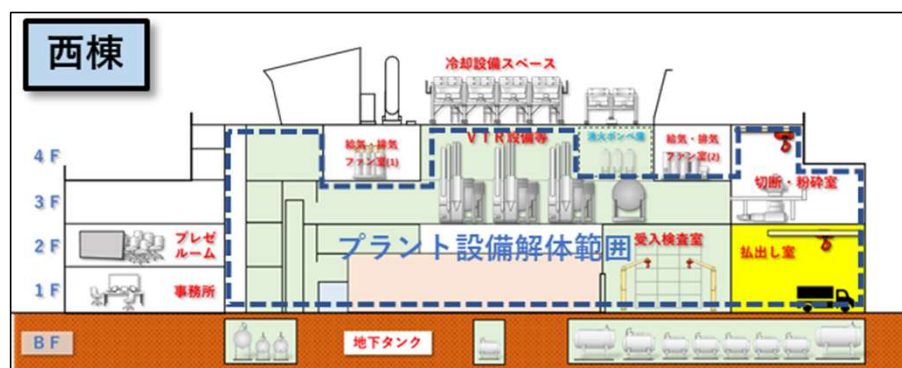 西棟
冷却設備スペース
4F
給気・排気
ファン室(1)
VTR設備等
消火ボンベ庫
給気・排気
ファン室(2)
3F
切断・粉砕室
2F
プレゼ
ルーム
プラント設備解体範囲
受入検査室
払出し室
1F
事務所
BF
地下タンク